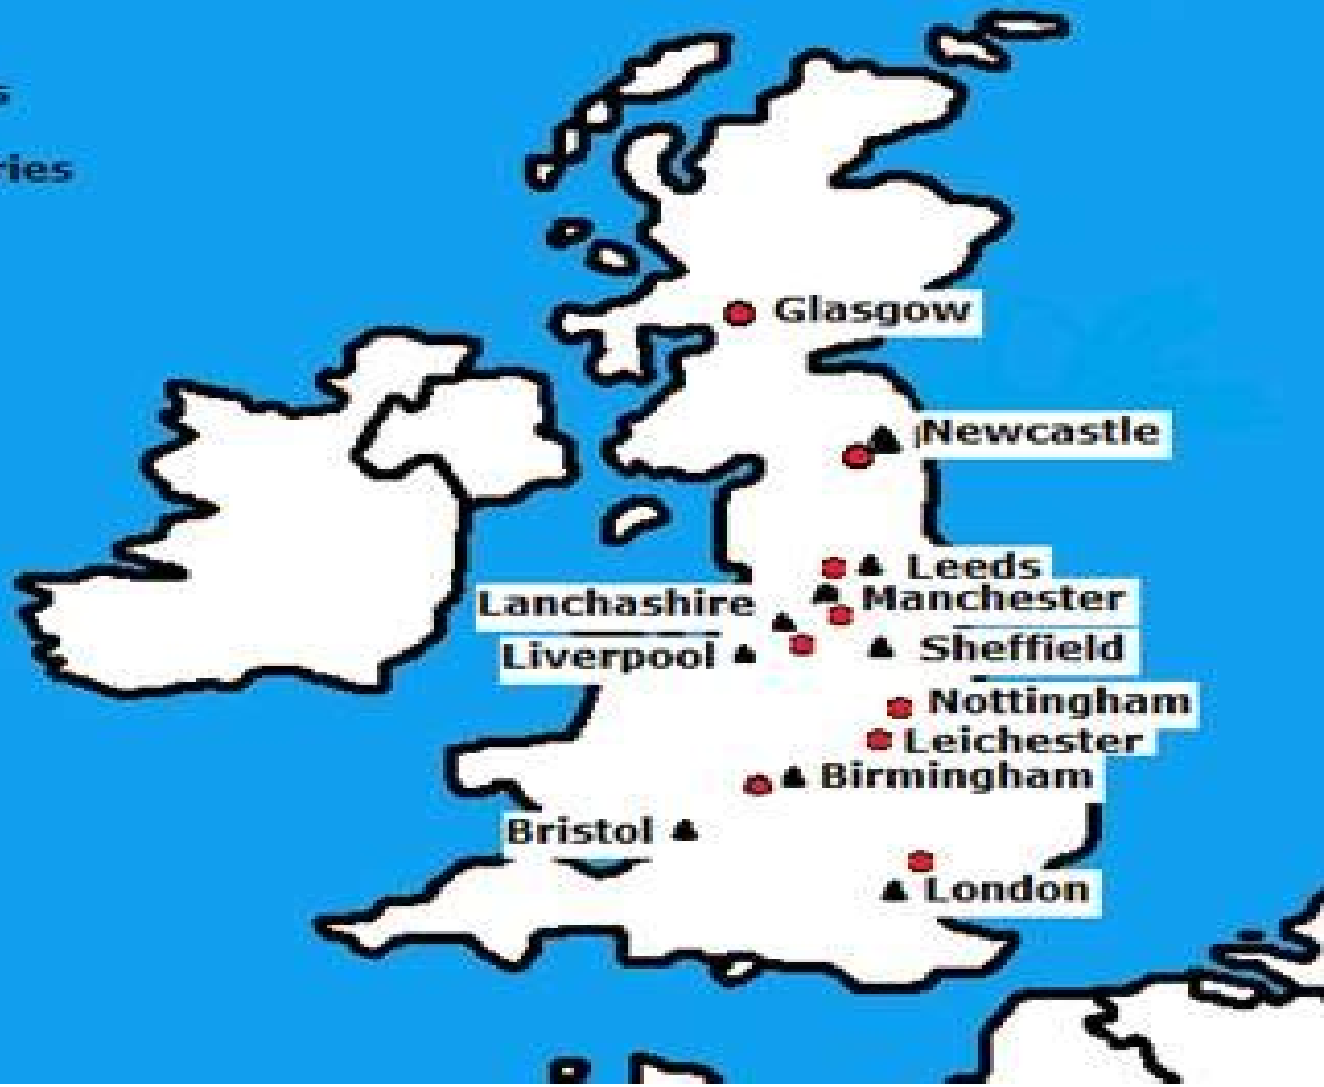 Glasgow
Newcastle
Leeds
Manchester
Lanchashire
Sheffield
Liverpool
Nottingham
Leichester
Birmingham
Bristol
London